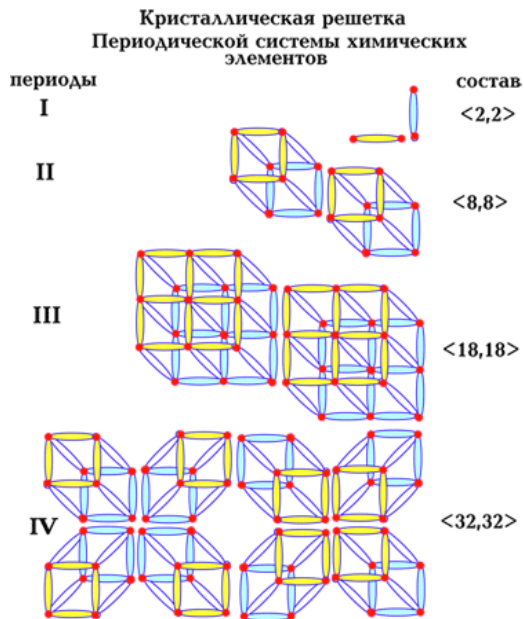 Кристаллическая решетка
Периодической системы химических
элементов
периоды
состав
I
<2,2>
II
<8,8>
III
<18,18>
IV
<32,32>